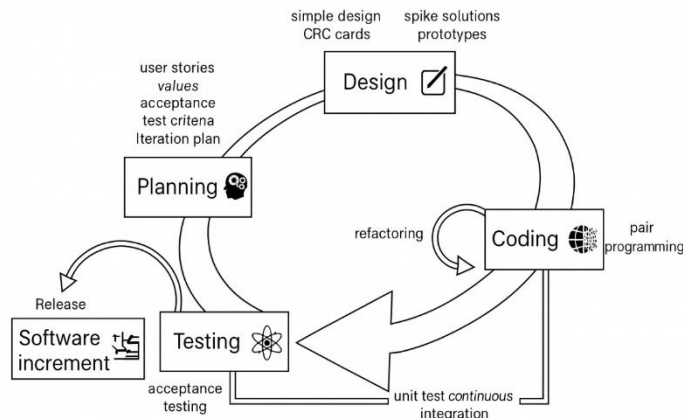 simple design
CRC cards
spike solutions
prototypes
Design
user stories
values
acceptance
test critena
Iteration plan
Planning
refactoring
Coding
pair
programming
Release
Software
increment
Testing
acceptance
testing
unit test continuous
integration